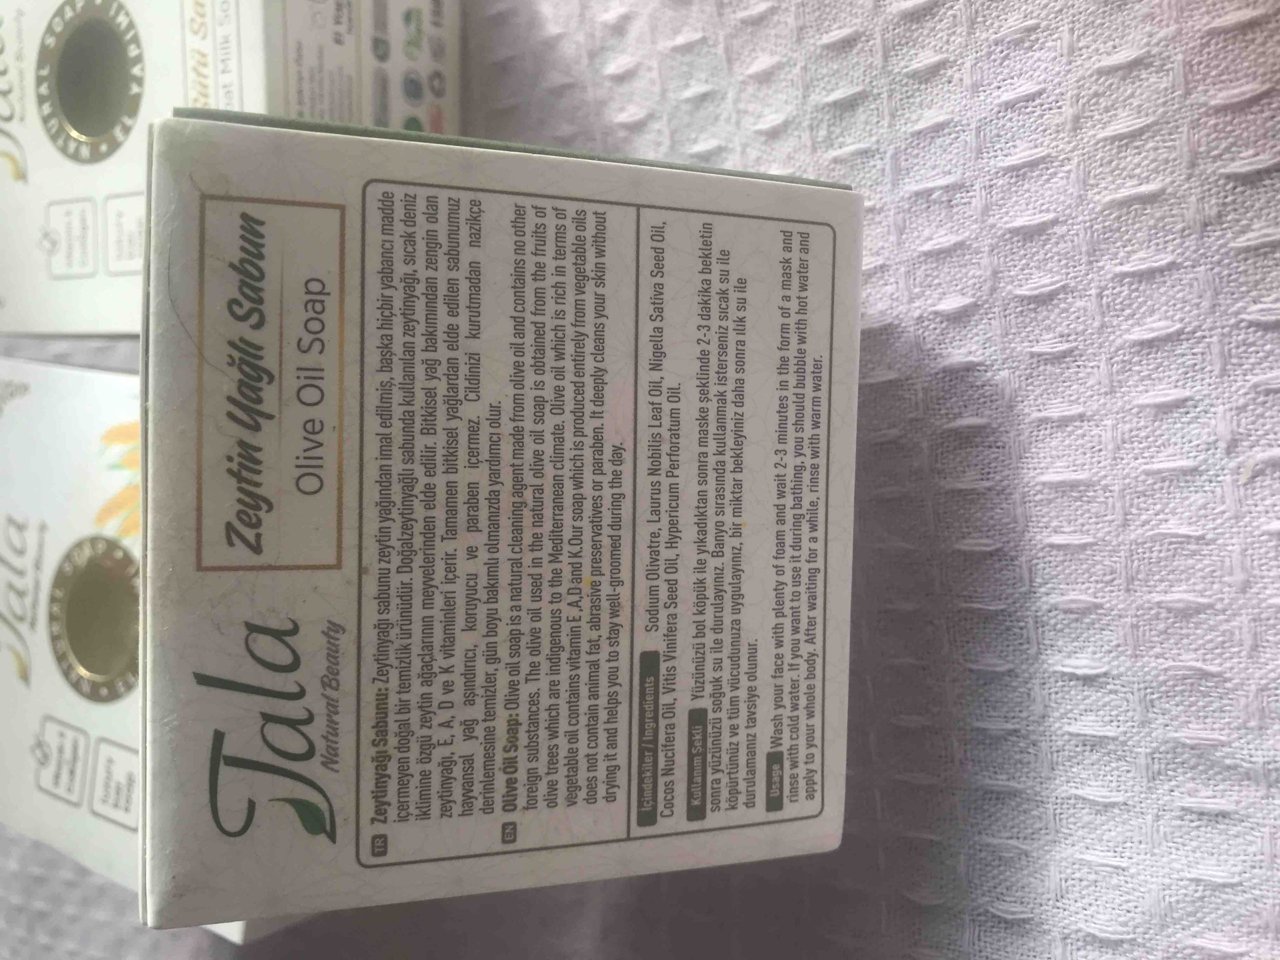 Tala
Natural Beauty
Zeytin Yağlı Sabun
Olive Oil Soap
TR Zeytinyağı Sabunu: Zeytinyağı sabunu zeytin yağından imal edilmiş, başka hiçbir yabancı madde
içermeyen doğal bir temizlik ürünüdür. Doğalzeytinyağlı sabunda kullanılan zeytinyağı, sıcak deniz
iklimine özgü zeytin ağaçlarının meyvelerinden elde edilir. Bitkisel yağ bakımından zengin olan
zeytinyağı, E, A, D ve K vitaminleri içerir. Tamamen bitkisel yağlardan elde edilen sabunumuz
hayvansal yağ aşındırıcı, koruyucu ve paraben içermez. Cildinizi kurutmadan nazikçe
derinlemesine temizler, gün boyu bakımlı olmanızda yardımcı olur.
EN Olive Oil Soap: Olive oil soap is a natural cleaning agent made from olive oil and contains no other
foreign substances. The olive oil used in the natural olive oil soap is obtained from the fruits of
olive trees which are indigenous to the Mediterranean climate. Olive oil which is rich in terms of
vegetable oil contains vitamin E ,A,D and K.Our soap which is produced entirely from vegetable oils
does not contain animal fat, abrasive preservatives or paraben. It deeply cleans your skin without
drying it and helps you to stay well-groomed during the day.
İçindekiler / Ingredients Sodium Olivatre, Laurus Nobilis Leaf Oil, Nigella Sativa Seed Oil,
Cocos Nucifera Oil, Vitis Vinifera Seed Oil, Hypericum Perforatum Oil.
Kullanım Şekli Yüzünüzü bol köpük ile yıkadıktan sonra maske şeklinde 2-3 dakika bekletin
sonra yüzünüzü soğuk su ile durulayınız. Banyo sırasında kullanmak isterseniz sıcak su ile
köpürtünüz ve tüm vücudunuza uygulayınız, bir miktar bekleyiniz daha sonra ılık su ile
durulamanız tavsiye olunur.
Usage Wash your face with plenty of foam and wait 2-3 minutes in the form of a mask and
rinse with cold water. If you want to use it during bathing, you should bubble with hot water and
apply to your whole body. After waiting for a while, rinse with warm water.
Tala
NATURAL SOAP
Sütü Sa
oat Milk So
Tala